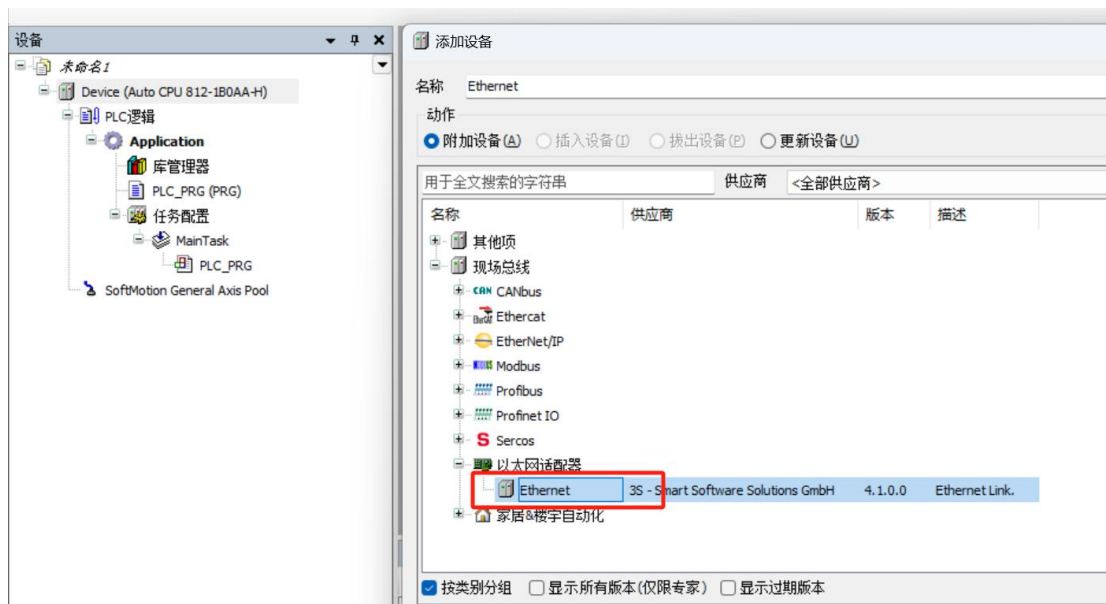 设备
未命名1
Device (Auto CPU 812-1B0AA-H)
PLC逻辑
Application
库管理器
PLC_PRG (PRG)
任务配置
MainTask
PLC_PRG
SoftMotion General Axis Pool
添加设备
名称 Ethernet
动作
附加设备(A) 插入设备(I) 拔出设备(P) 更新设备(U)
用于全文搜索的字符串 供应商 <全部供应商>
名称 供应商 版本 描述
其他项
现场总线
CAN CANbus
Ethercat
EtherNet/IP
Modbus
Profibus
Profinet IO
S Sercos
以太网适配器
Ethernet 3S - Smart Software Solutions GmbH 4.1.0.0 Ethernet Link.
家居&楼宇自动化
按类别分组 显示所有版本(仅限专家) 显示过期版本